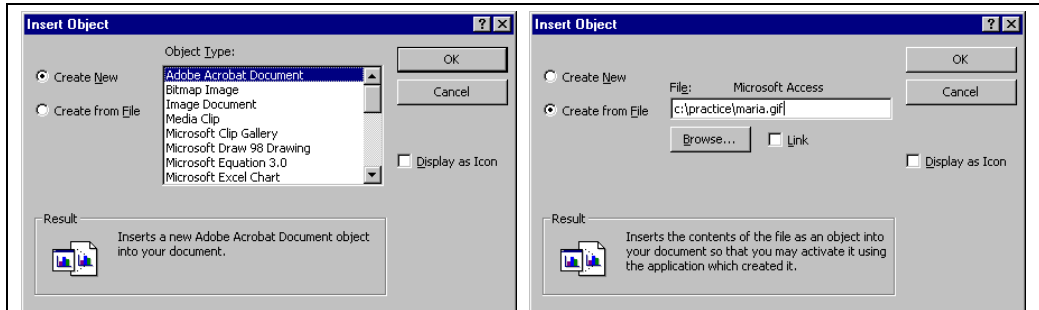 Insert Object
Object Type:
Create New
Create from File
Adobe Acrobat Document
Bitmap Image
Image Document
Media Clip
Microsoft Clip Gallery
Microsoft Draw 98 Drawing
Microsoft Equation 3.0
Microsoft Excel Chart
OK
Cancel
Display as Icon
Result
Inserts a new Adobe Acrobat Document object
into your document.
Insert Object
Create New
Create from File
File: Microsoft Access
c:\practice\maria.gif
Browse... Link
OK
Cancel
Display as Icon
Result
Inserts the contents of the file as an object into
your document so that you may activate it using
the application which created it.